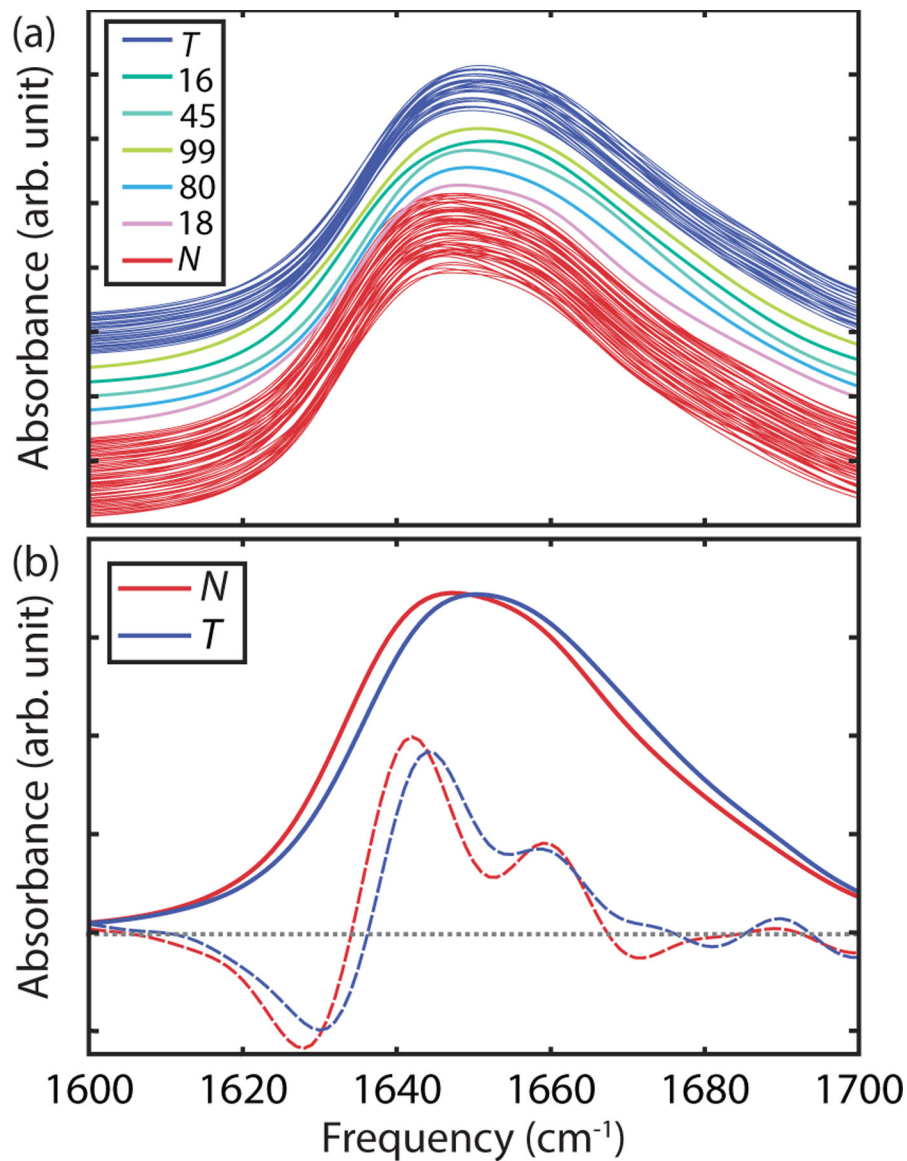 (a)
T
16
45
99
80
18
N
Absorbance (arb. unit)
(b)
N
T
Absorbance (arb. unit)
1600 1620 1640 1660 1680 1700
Frequency (cm⁻¹)